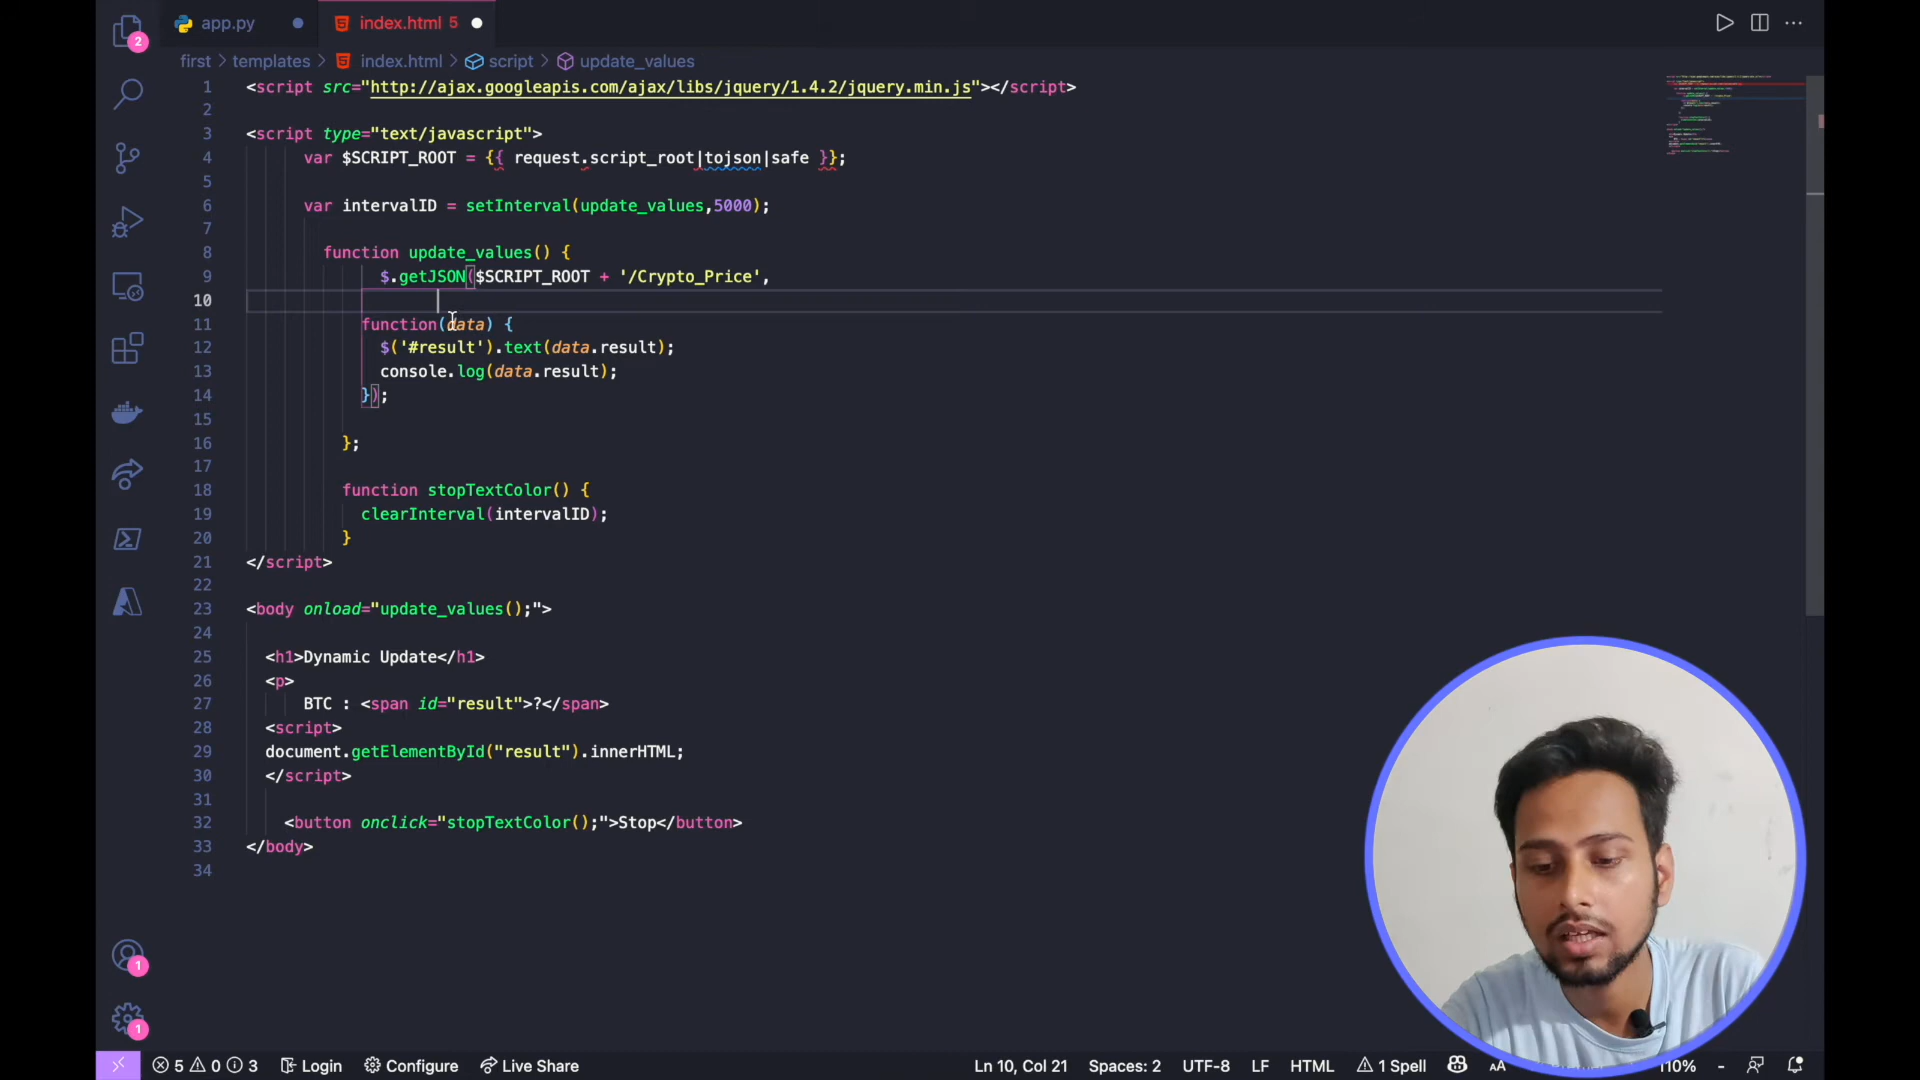 2
app.py
index.html 5
first > templates > index.html > script > update_values
1 <script src="http://ajax.googleapis.com/ajax/libs/jquery/1.4.2/jquery.min.js"></script>
2
3 <script type="text/javascript">
4 var $SCRIPT_ROOT = {{ request.script_root|tojson|safe }};
5
6 var intervalID = setInterval(update_values,5000);
7
8 function update_values() {
9 $.getJSON($SCRIPT_ROOT + '/Crypto_Price',
10
11 function(data) {
12 $('#result').text(data.result);
13 console.log(data.result);
14 });
15
16 };
17
18 function stopTextColor() {
19 clearInterval(intervalID);
20 }
21 </script>
22
23 <body onload="update_values();">
24
25 <h1>Dynamic Update</h1>
26 <p>
27 BTC : <span id="result">?</span>
28 <script>
29 document.getElementById("result").innerHTML;
30 </script>
31
32 <button onclick="stopTextColor();">Stop</button>
33 </body>
34
1
1
5 0 3 Login Configure Live Share Ln 10, Col 21 Spaces: 2 UTF-8 LF HTML 1 Spell AA 110% -